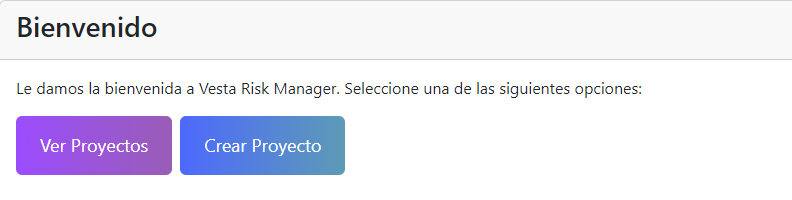 Bienvenido
Le damos la bienvenida a Vesta Risk Manager. Seleccione una de las siguientes opciones:
Ver Proyectos Crear Proyecto